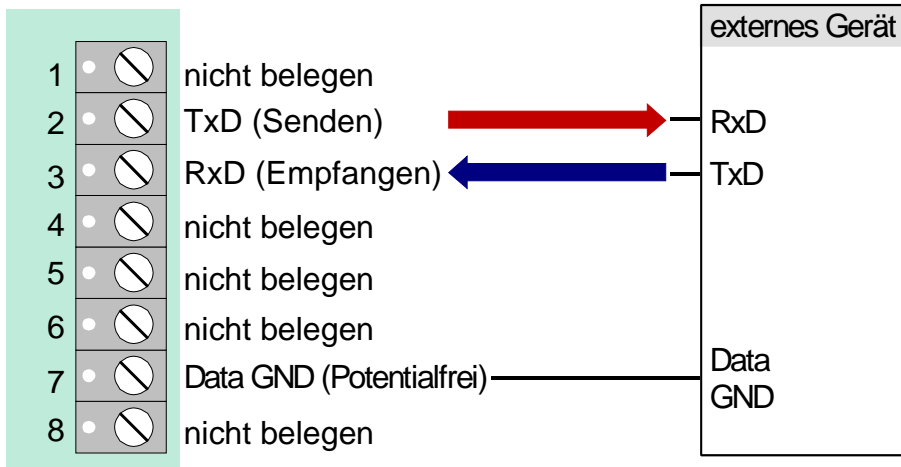 externes Gerät
1 nicht belegen
2 TxD (Senden) RxD
3 RxD (Empfangen) TxD
4 nicht belegen
5 nicht belegen
6 nicht belegen
7 Data GND (Potentialfrei) Data
GND
8 nicht belegen